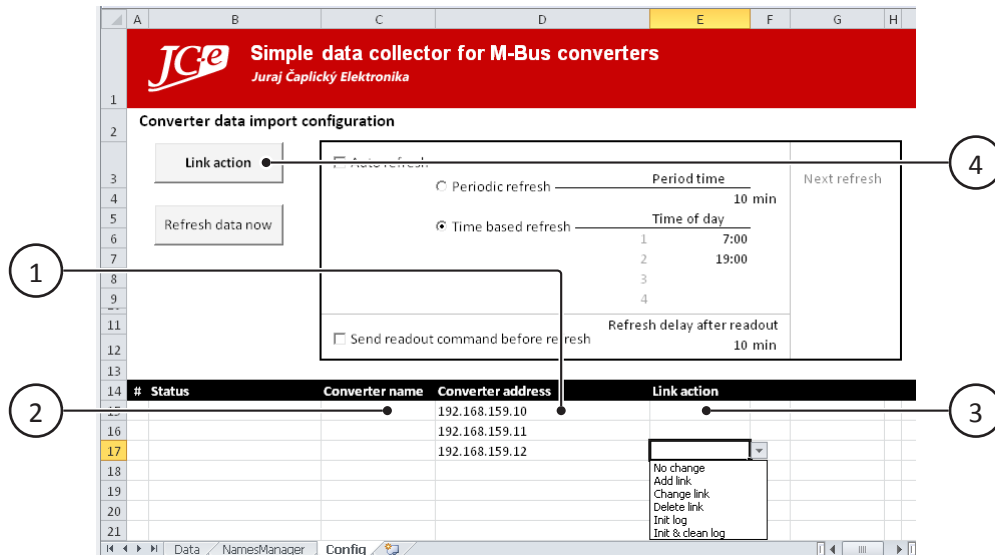 A B C D E F G H
1 JC-e Simple data collector for M-Bus converters
Juraj Čaplický Elektronika
2 Converter data import configuration
3 Link action Auto refresh Period time Next refresh 4
4 Periodic refresh 10 min
5 Refresh data now Time based refresh Time of day
6 1 7:00
7 2 19:00
1
8 3
9 4
11 Refresh delay after readout
12 Send readout command before refresh 10 min
13
14 # Status Converter name Converter address Link action
2 15 192.168.159.10 3
16 192.168.159.11
17 192.168.159.12
18 No change
Add link
19 Change link
Delete link
20 Init log
21 Init & clean log
Data NamesManager Config